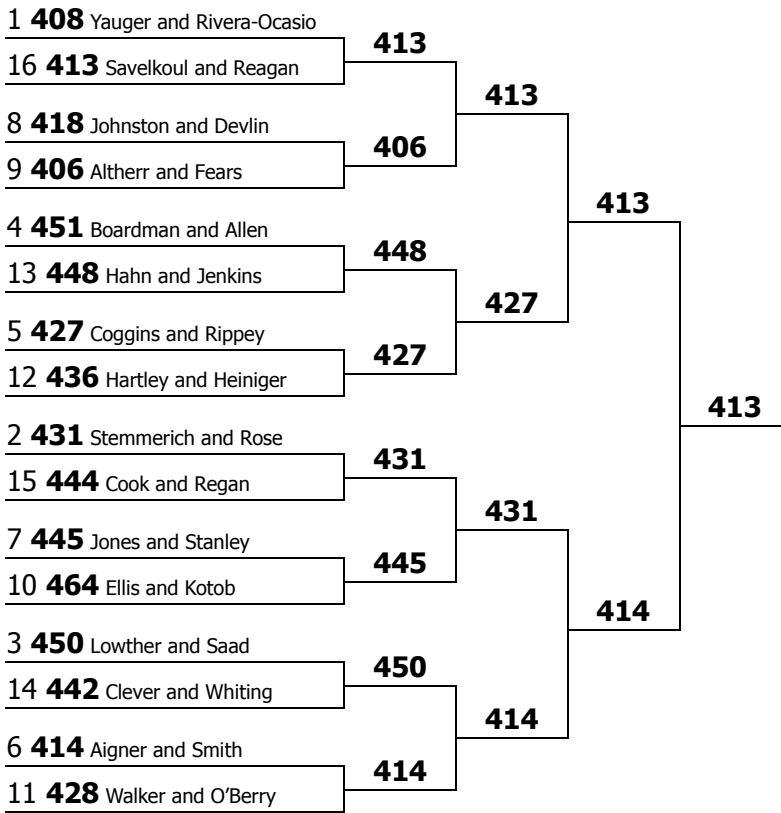 1 408 Yauger and Rivera-Ocasio
16 413 Savelkoul and Reagan
8 418 Johnston and Devlin
9 406 Altherr and Fears
4 451 Boardman and Allen
13 448 Hahn and Jenkins
5 427 Coggins and Rippey
12 436 Hartley and Heiniger
2 431 Stemmerich and Rose
15 444 Cook and Regan
7 445 Jones and Stanley
10 464 Ellis and Kotob
3 450 Lowther and Saad
14 442 Clever and Whiting
6 414 Aigner and Smith
11 428 Walker and O'Berry
413
406
448
427
431
445
450
414
413
427
431
414
413
414
413